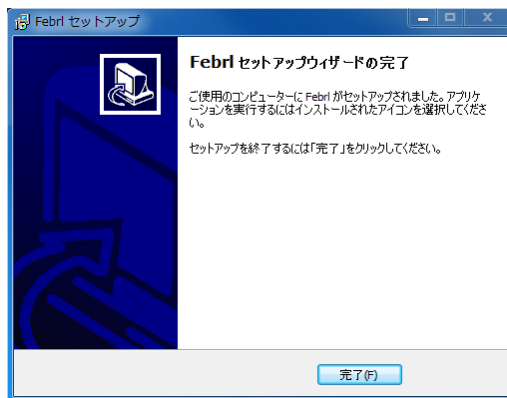 Febrl セットアップ
Febrl セットアップウィザードの完了
ご使用のコンピューターに Febrl がセットアップされました。アプリケ
ーションを実行するにはインストールされたアイコンを選択してくださ
い。
セットアップを終了するには「完了」をクリックしてください。
完了(F)